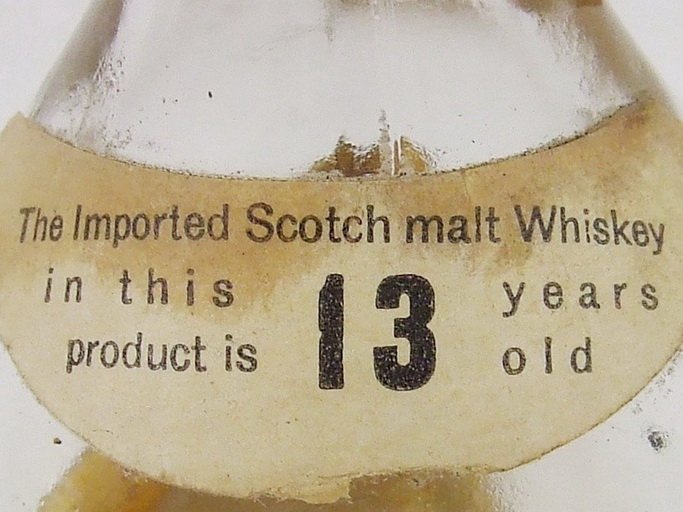 The Imported Scotch malt Whiskey
in this 13 years
product is old